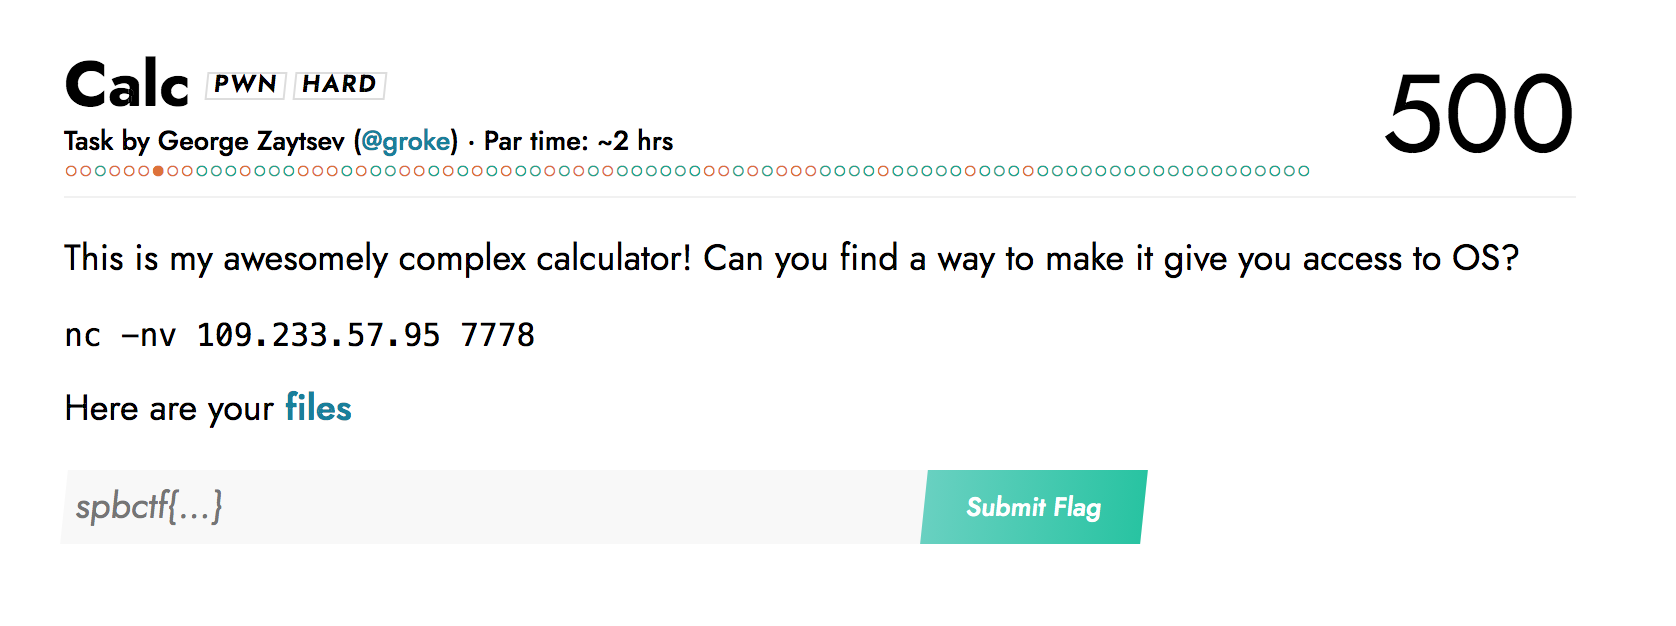 Calc PWN HARD 500
Task by George Zaytsev (@groke) · Par time: ~2 hrs
This is my awesomely complex calculator! Can you find a way to make it give you access to OS?
nc –nv 109.233.57.95 7778
Here are your files
spbctf{...} Submit Flag